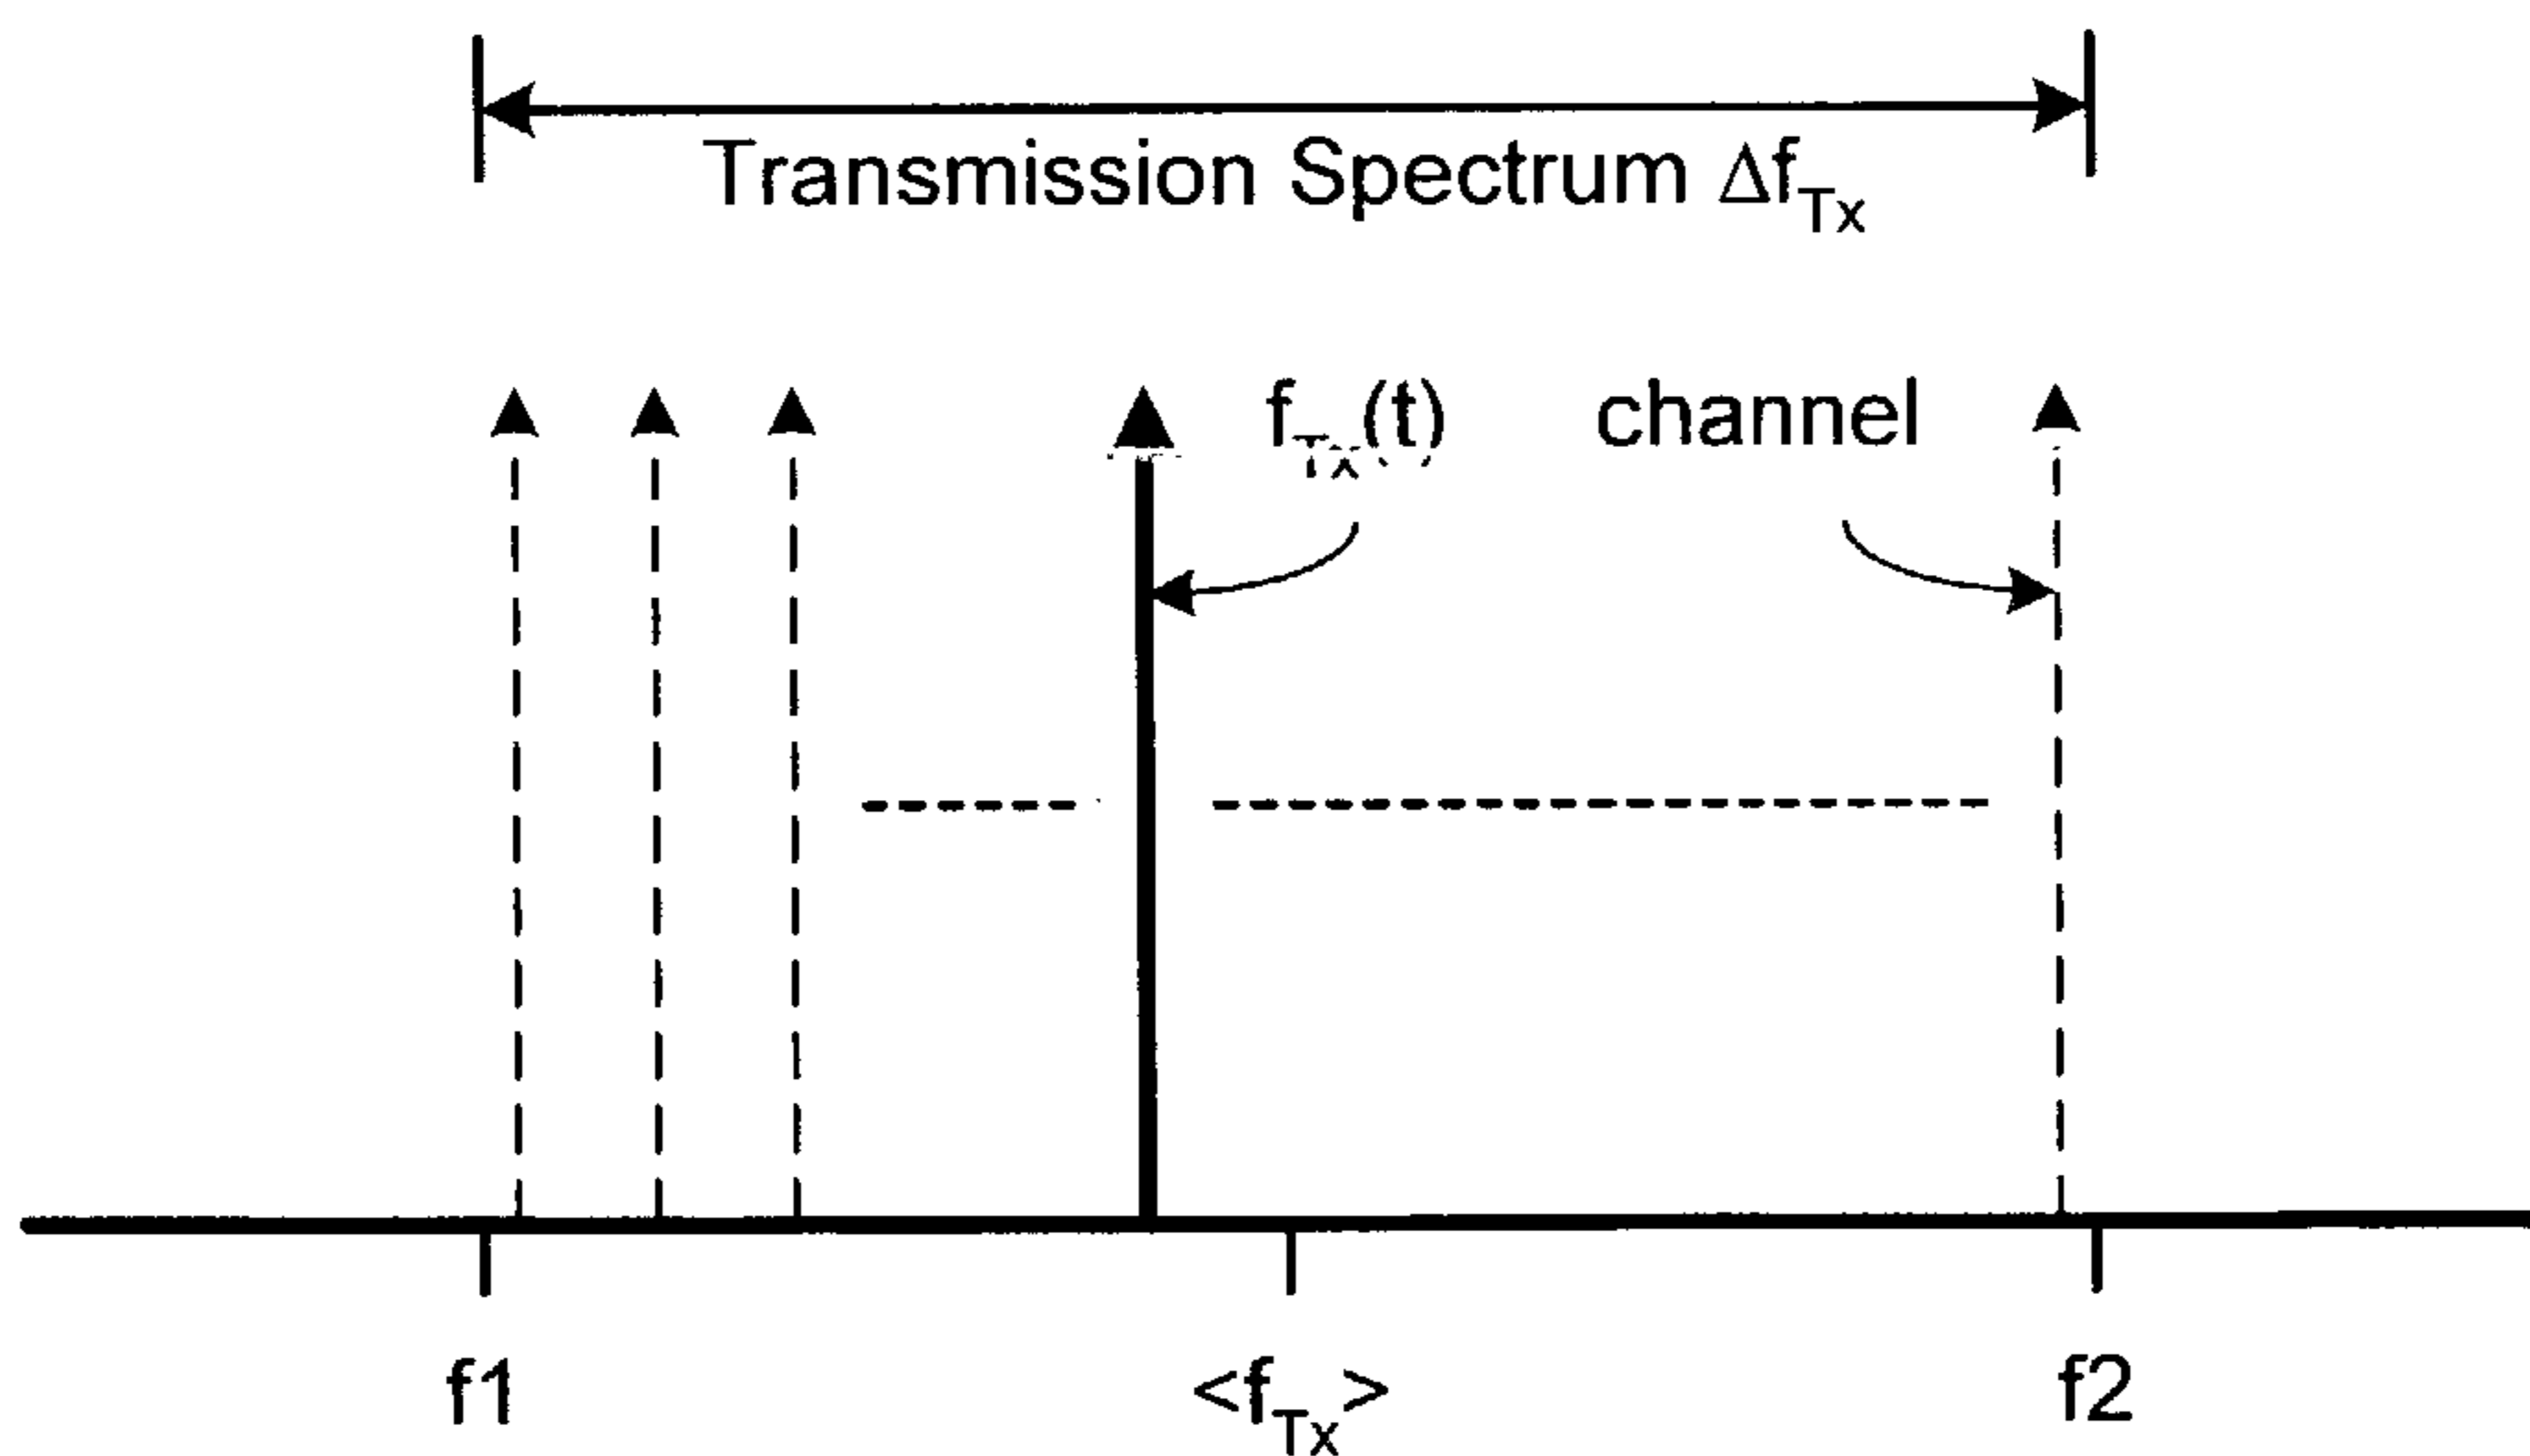 Transmission Spectrum Δf_Tx
f_Tx(t) channel
f1 <f_Tx> f2